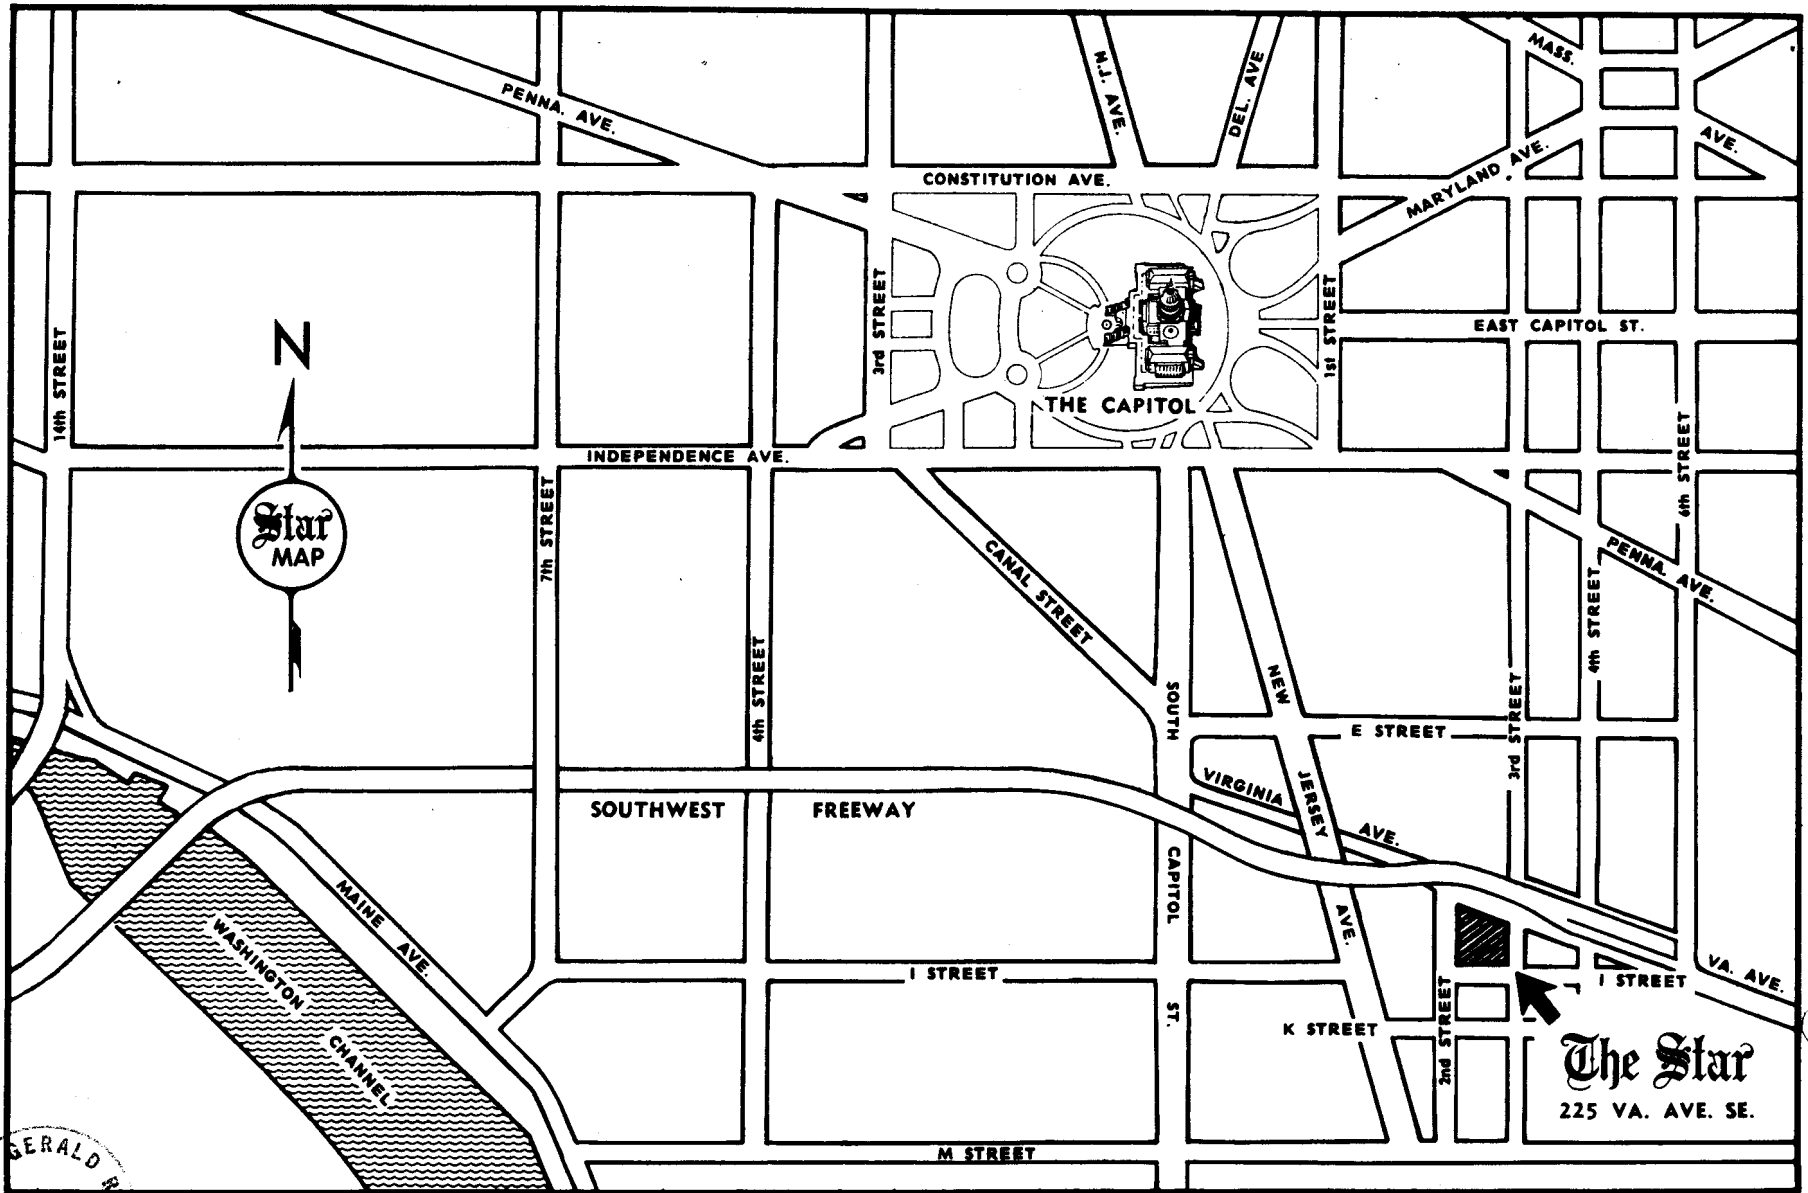 MASS.
N.J. AVE.
DEL. AVE
PENNA. AVE.
AVE.
CONSTITUTION AVE.
MARYLAND AVE.
3rd STREET
1st STREET
EAST CAPITOL ST.
N
14th STREET
THE CAPITOL
6th STREET
INDEPENDENCE AVE.
Star
MAP
7th STREET
CANAL STREET
PENNA. AVE.
4th STREET
4th STREET
SOUTH
NEW
3rd STREET
E STREET
VIRGINIA
JERSEY
AVE.
SOUTHWEST FREEWAY
CAPITOL
MAINE AVE.
AVE.
WASHINGTON
I STREET
VA. AVE.
I STREET
ST.
K STREET
2nd STREET
CHANNEL
The Star
225 VA. AVE. SE.
M STREET
GERALD R